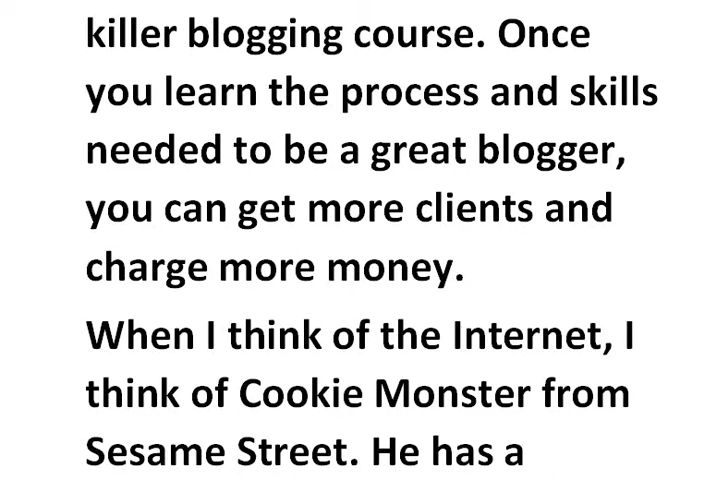 killer blogging course. Once
you learn the process and skills
needed to be a great blogger,
you can get more clients and
charge more money.
When I think of the Internet, I
think of Cookie Monster from
Sesame Street. He has a